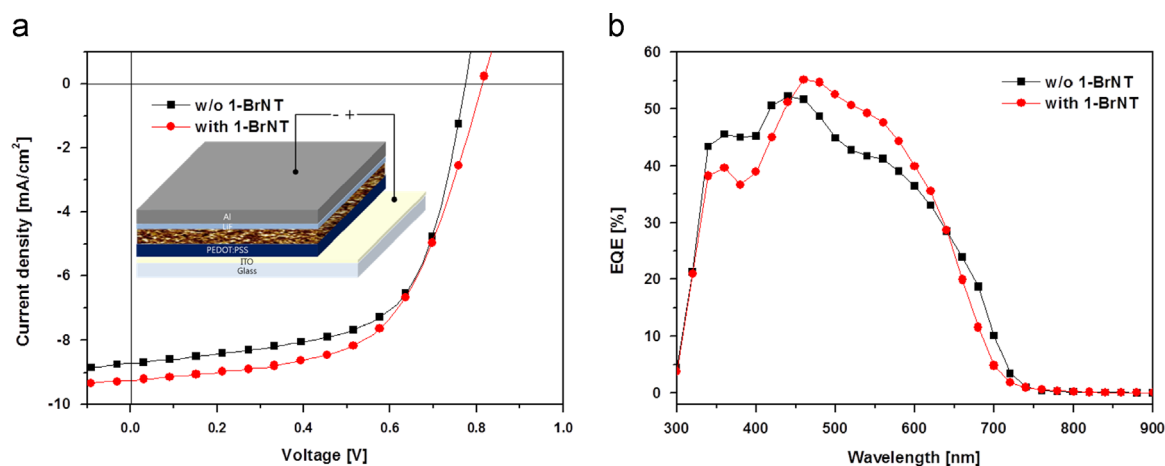 a
Current density [mA/cm²]
0
-2
-4
-6
-8
-10
w/o 1-BrNT
with 1-BrNT
- +
Al
LiF
PEDOT:PSS
ITO
Glass
0.0 0.2 0.4 0.6 0.8 1.0
Voltage [V]
b
EQE [%]
60
50
40
30
20
10
0
w/o 1-BrNT
with 1-BrNT
300 400 500 600 700 800 900
Wavelength [nm]